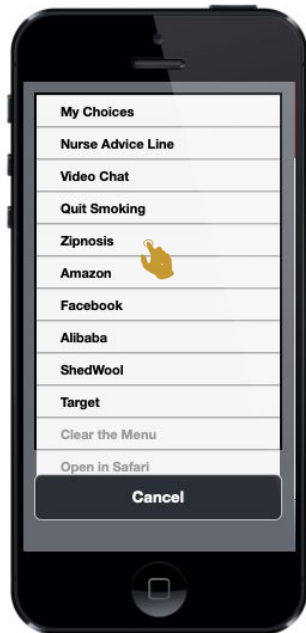 My Choices
Nurse Advice Line
Video Chat
Quit Smoking
Zipnosis
Amazon
Facebook
Alibaba
ShedWool
Target
Clear the Menu
Open in Safari
Cancel